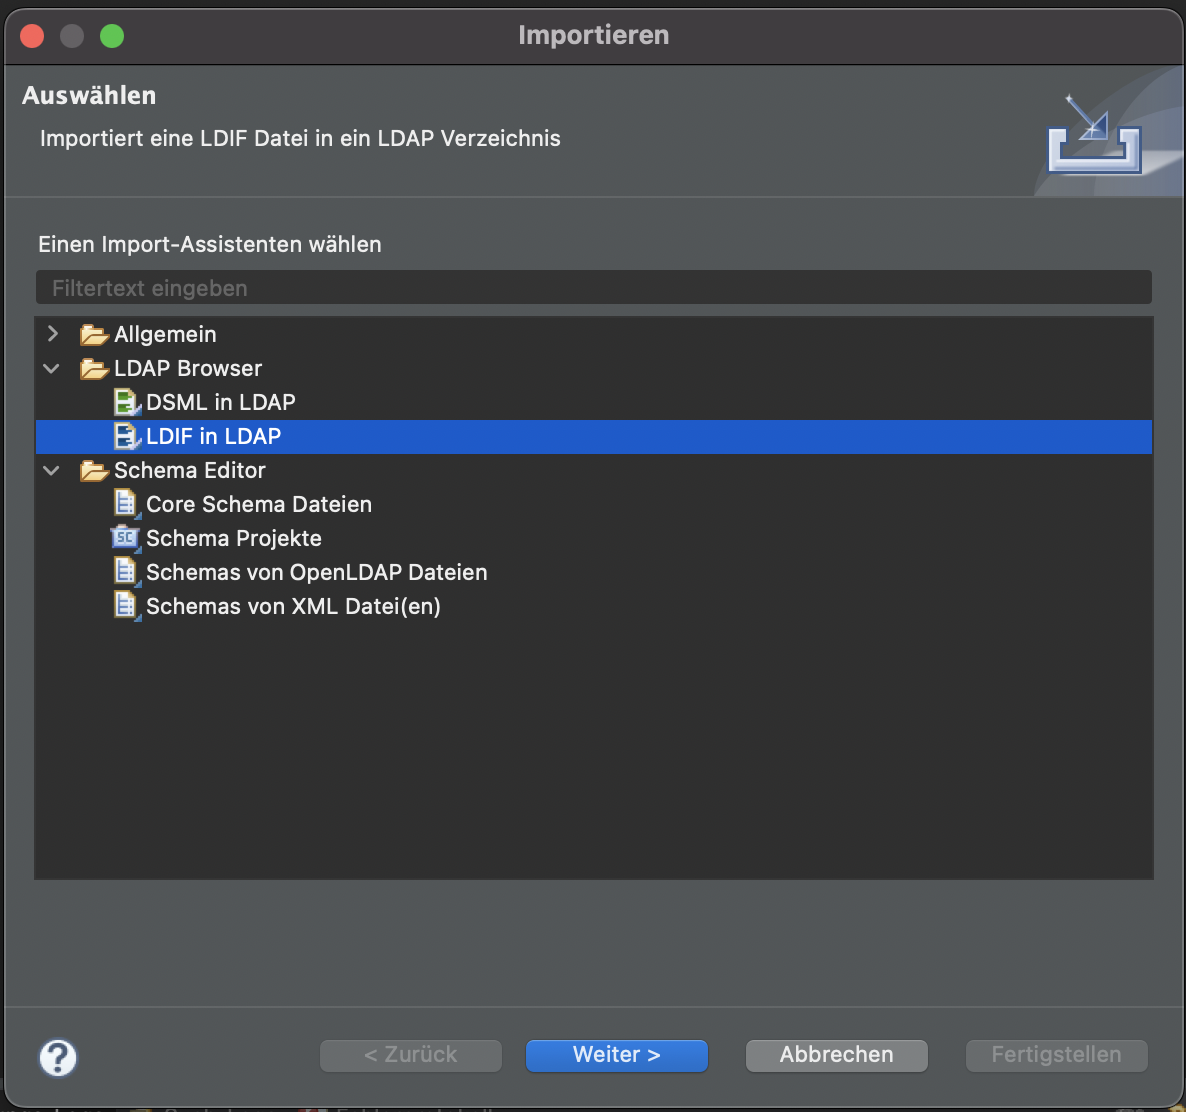 Importieren
Auswählen
Importiert eine LDIF Datei in ein LDAP Verzeichnis
Einen Import-Assistenten wählen
Filtertext eingeben
Allgemein
LDAP Browser
DSML in LDAP
LDIF in LDAP
Schema Editor
Core Schema Dateien
SC Schema Projekte
Schemas von OpenLDAP Dateien
Schemas von XML Datei(en)
? < Zurück Weiter > Abbrechen Fertigstellen